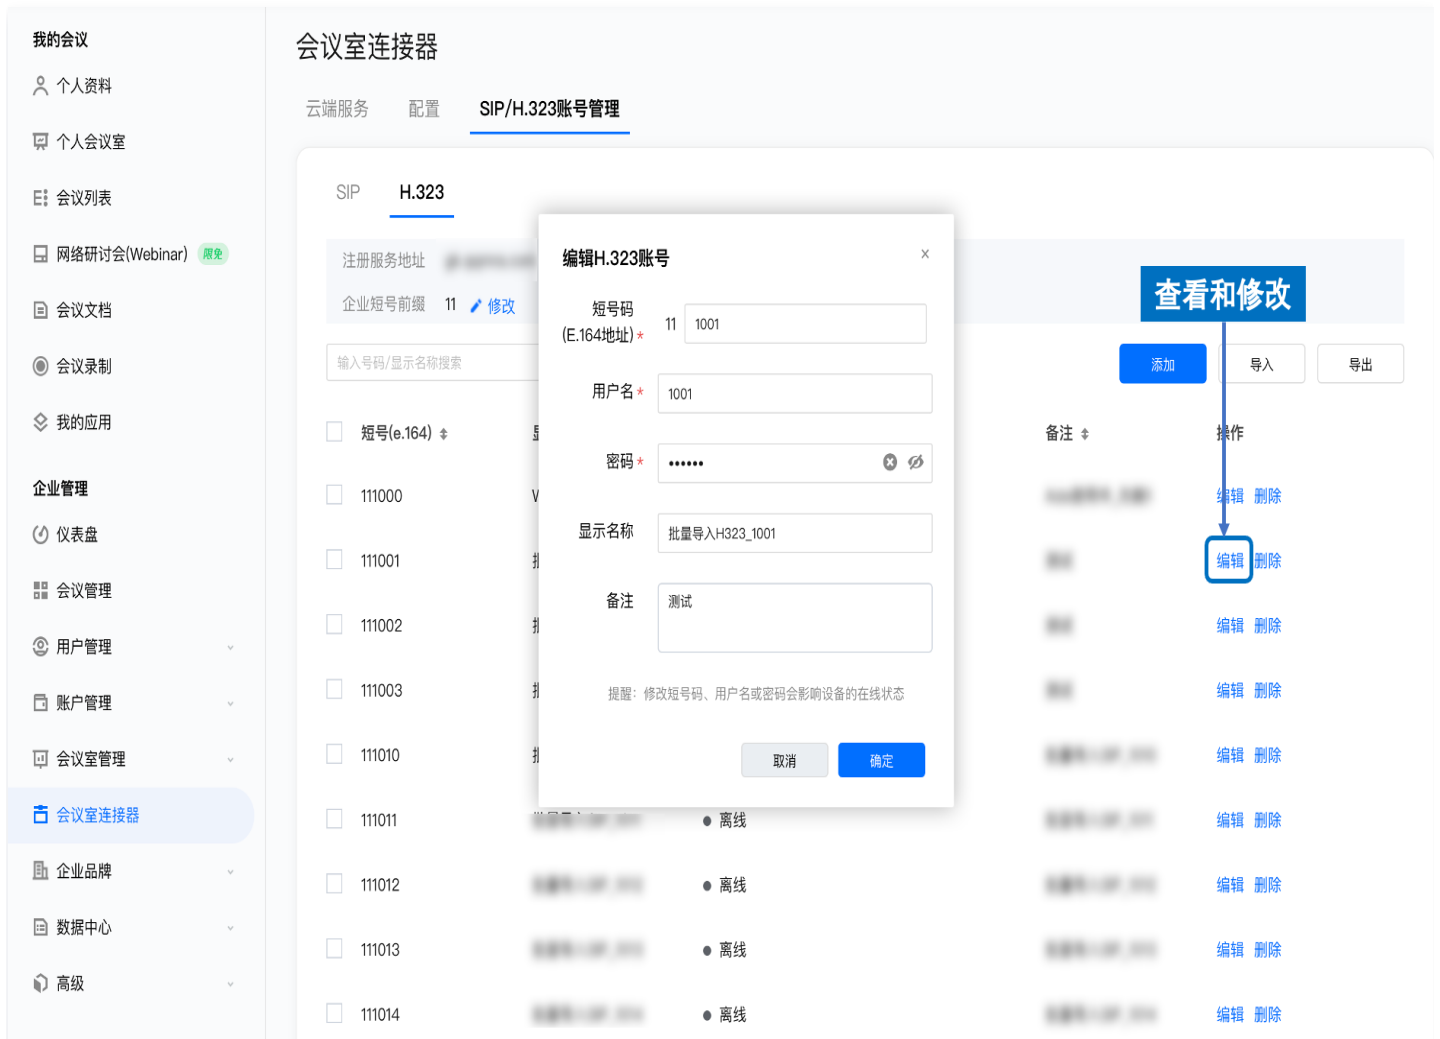 我的会议
个人资料
个人会议室
会议列表
网络研讨会(Webinar) 限免
会议文档
会议录制
我的应用
企业管理
仪表盘
会议管理
用户管理
账户管理
会议室管理
会议室连接器
企业品牌
数据中心
高级
会议室连接器
云端服务 配置 SIP/H.323账号管理
SIP H.323
注册服务地址
企业短号前缀 11 修改
输入号码/显示名称搜索
查看和修改
添加 导入 导出
短号(e.164) 备注 操作
111000 编辑 删除
111001 编辑 删除
111002 编辑 删除
111003 编辑 删除
111010 编辑 删除
111011 离线 编辑 删除
111012 离线 编辑 删除
111013 离线 编辑 删除
111014 离线 编辑 删除
编辑H.323账号 ×
短号码
(E.164地址) * 11 1001
用户名 * 1001
密码 * ••••••
显示名称 批量导入H323_1001
备注 测试
提醒：修改短号码、用户名或密码会影响设备的在线状态
取消 确定